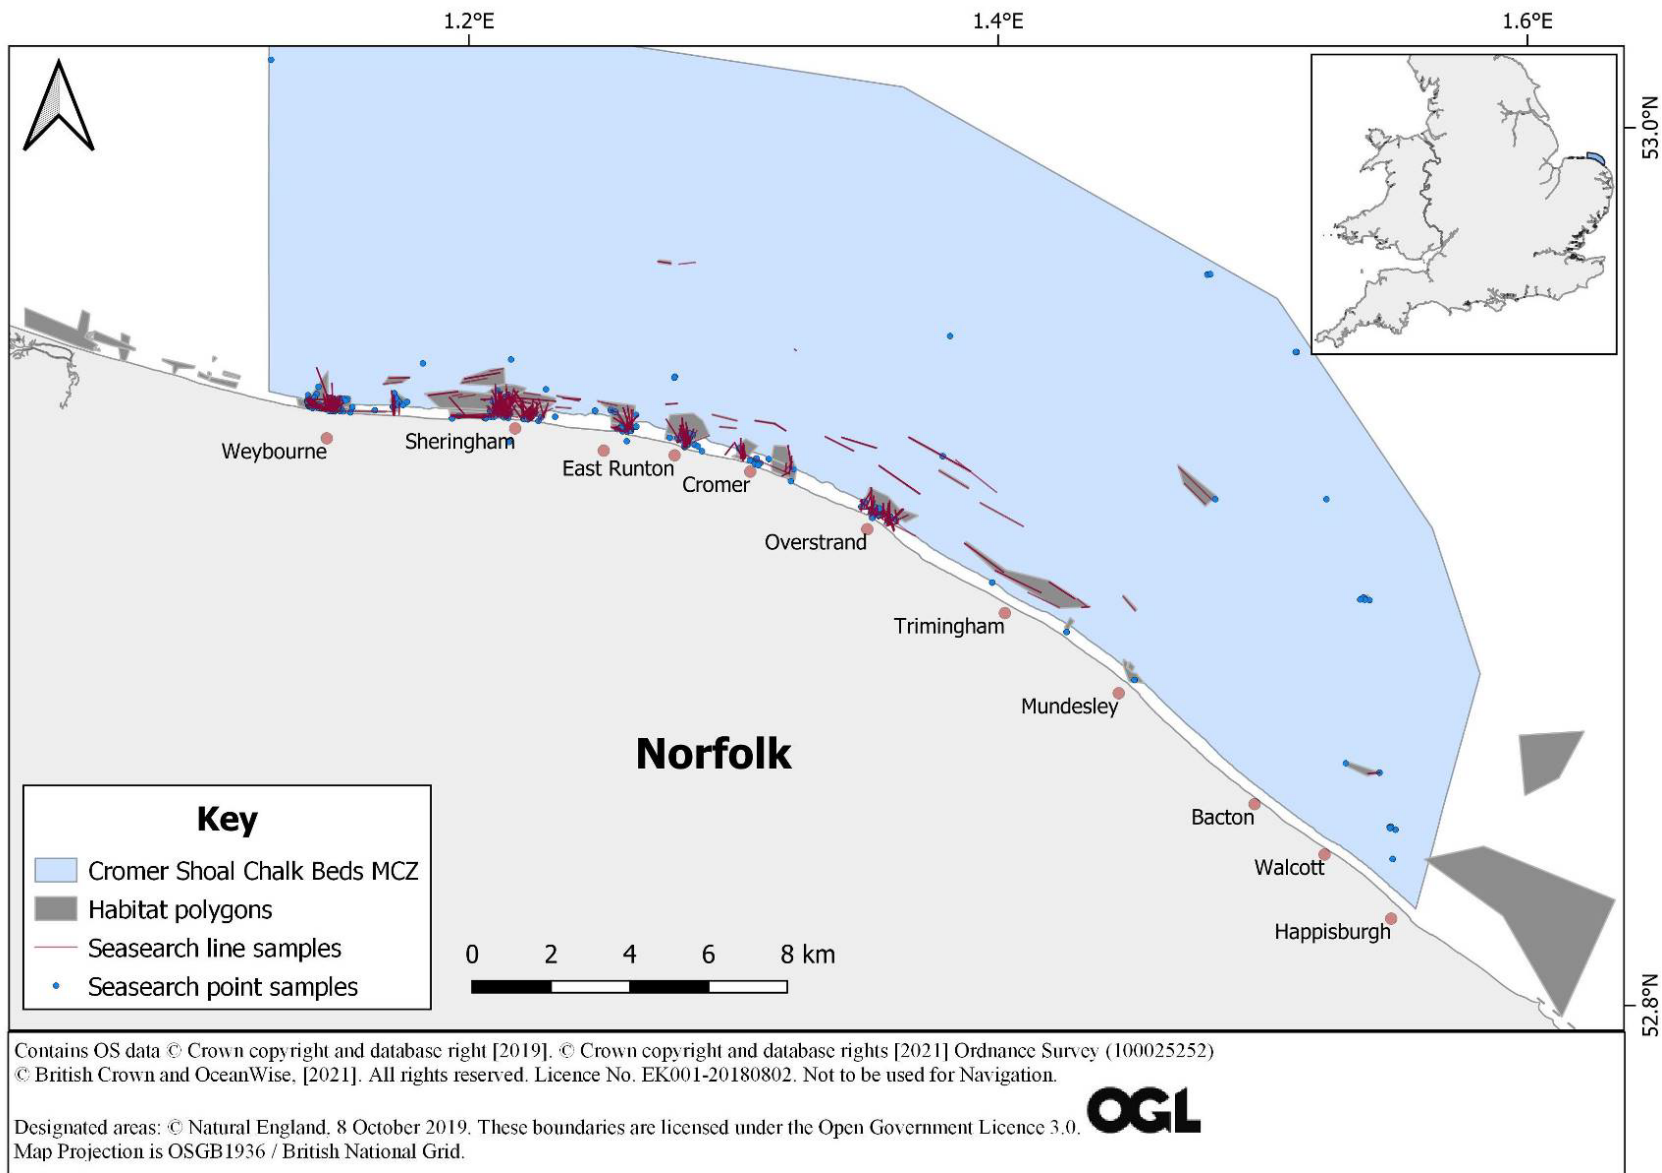 1.2°E
1.4°E
1.6°E
53.0°N
Weybourne
Sheringham
East Runton
Cromer
Overstrand
Trimingham
Mundesley
Norfolk
Bacton
Walcott
Happisburgh
52.8°N
Key
Cromer Shoal Chalk Beds MCZ
Habitat polygons
Seasearch line samples
Seasearch point samples
0 2 4 6 8 km
Contains OS data © Crown copyright and database right [2019]. © Crown copyright and database rights [2021] Ordnance Survey (100025252)
© British Crown and OceanWise, [2021]. All rights reserved. Licence No. EK001-20180802. Not to be used for Navigation.
OGL
Designated areas: © Natural England, 8 October 2019. These boundaries are licensed under the Open Government Licence 3.0.
Map Projection is OSGB1936 / British National Grid.